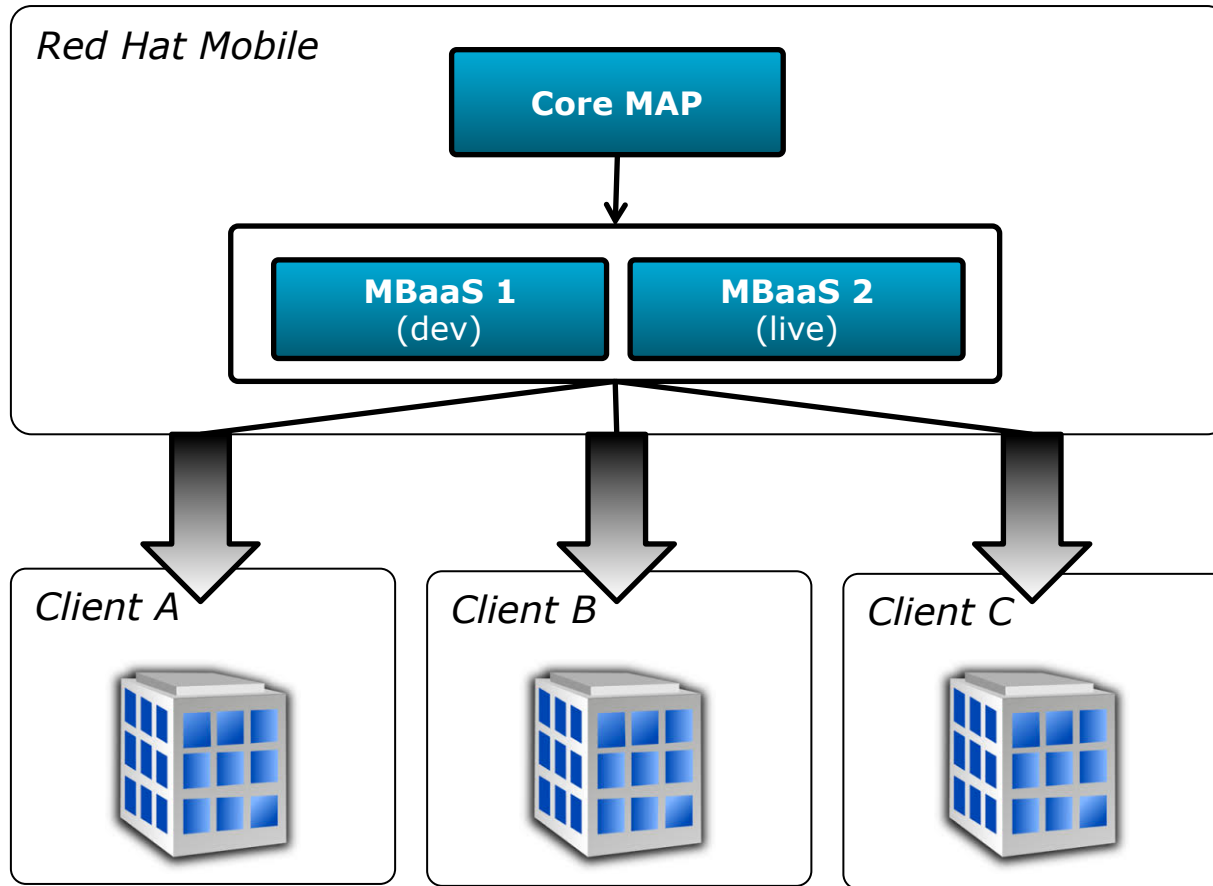 Red Hat Mobile
Core MAP
MBaaS 1
(dev)
MBaaS 2
(live)
Client A
Client B
Client C